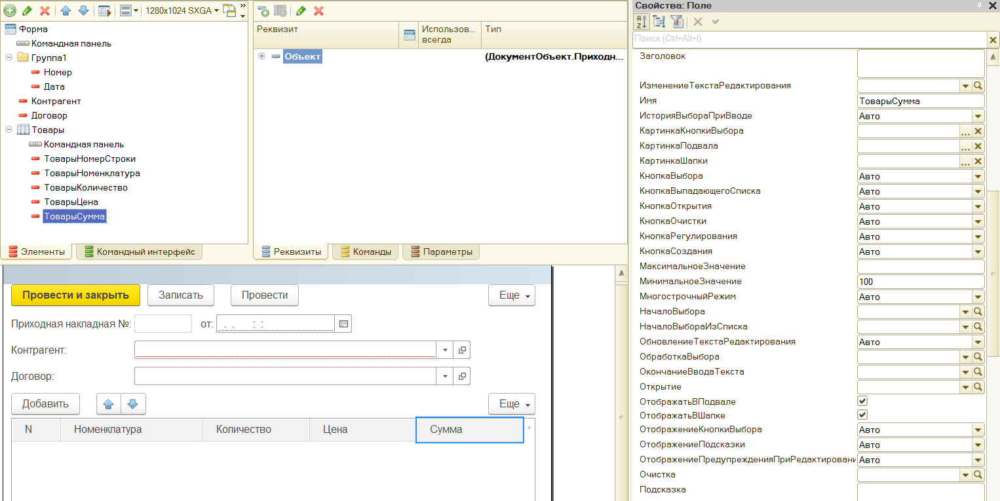 1280x1024 SXGA
Форма
Командная панель
Группа1
Номер
Дата
Контрагент
Договор
Товары
Командная панель
ТоварыНомерСтроки
ТоварыНоменклатура
ТоварыКоличество
ТоварыЦена
ТоварыСумма
Элементы
Командный интерфейс
Реквизит
Использов... всегда
Тип
Объект
(ДокументОбъект.Приходн...
Реквизиты
Команды
Параметры
Провести и закрыть
Записать
Провести
Еще
Приходная накладная №:
от: . . : :
Контрагент:
Договор:
Добавить
Еще
N Номенклатура Количество Цена Сумма
Свойства: Поле
Поиск (Ctrl+Alt+I)
Заголовок
ИзменениеТекстаРедактирования
Имя ТоварыСумма
ИсторияВыбораПриВводе Авто
КартинкаКнопкиВыбора ...
КартинкаПодвала ...
КартинкаШапки ...
КнопкаВыбора Авто
КнопкаВыпадающегоСписка Авто
КнопкаОткрытия Авто
КнопкаОчистки Авто
КнопкаРегулирования Авто
КнопкаСоздания Авто
МаксимальноеЗначение
МинимальноеЗначение 100
МногострочныйРежим Авто
НачалоВыбора
НачалоВыбораИзСписка
ОбновлениеТекстаРедактирования Авто
ОбработкаВыбора
ОкончаниеВводаТекста
Открытие
ОтображатьВПодвале
ОтображатьВШапке
ОтображениеКнопкиВыбора Авто
ОтображениеПодсказки Авто
ОтображениеПредупрежденияПриРедактировани Авто
Очистка
Подсказка